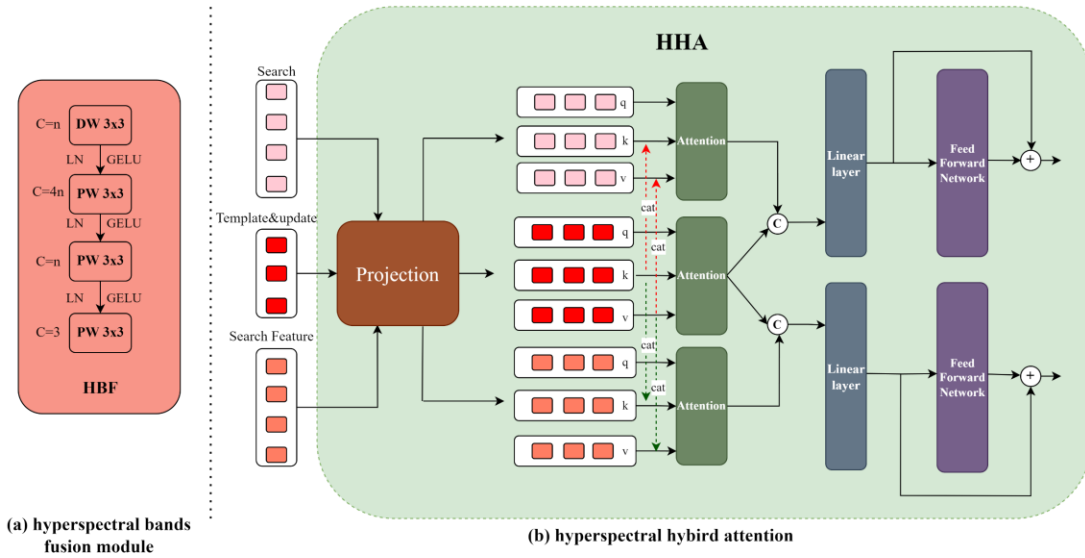 C=n
DW 3x3
LN
GELU
C=4n
PW 3x3
LN
GELU
C=n
PW 3x3
LN
GELU
C=3
PW 3x3
HBF
(a) hyperspectral bands
fusion module
HHA
Search
Template&update
Search Feature
Projection
q
k
v
q
k
v
q
k
v
cat
cat
cat
cat
Attention
Attention
Attention
C
C
Linear
layer
Feed
Forward
Network
+
Linear
layer
Feed
Forward
Network
+
(b) hyperspectral hybird attention